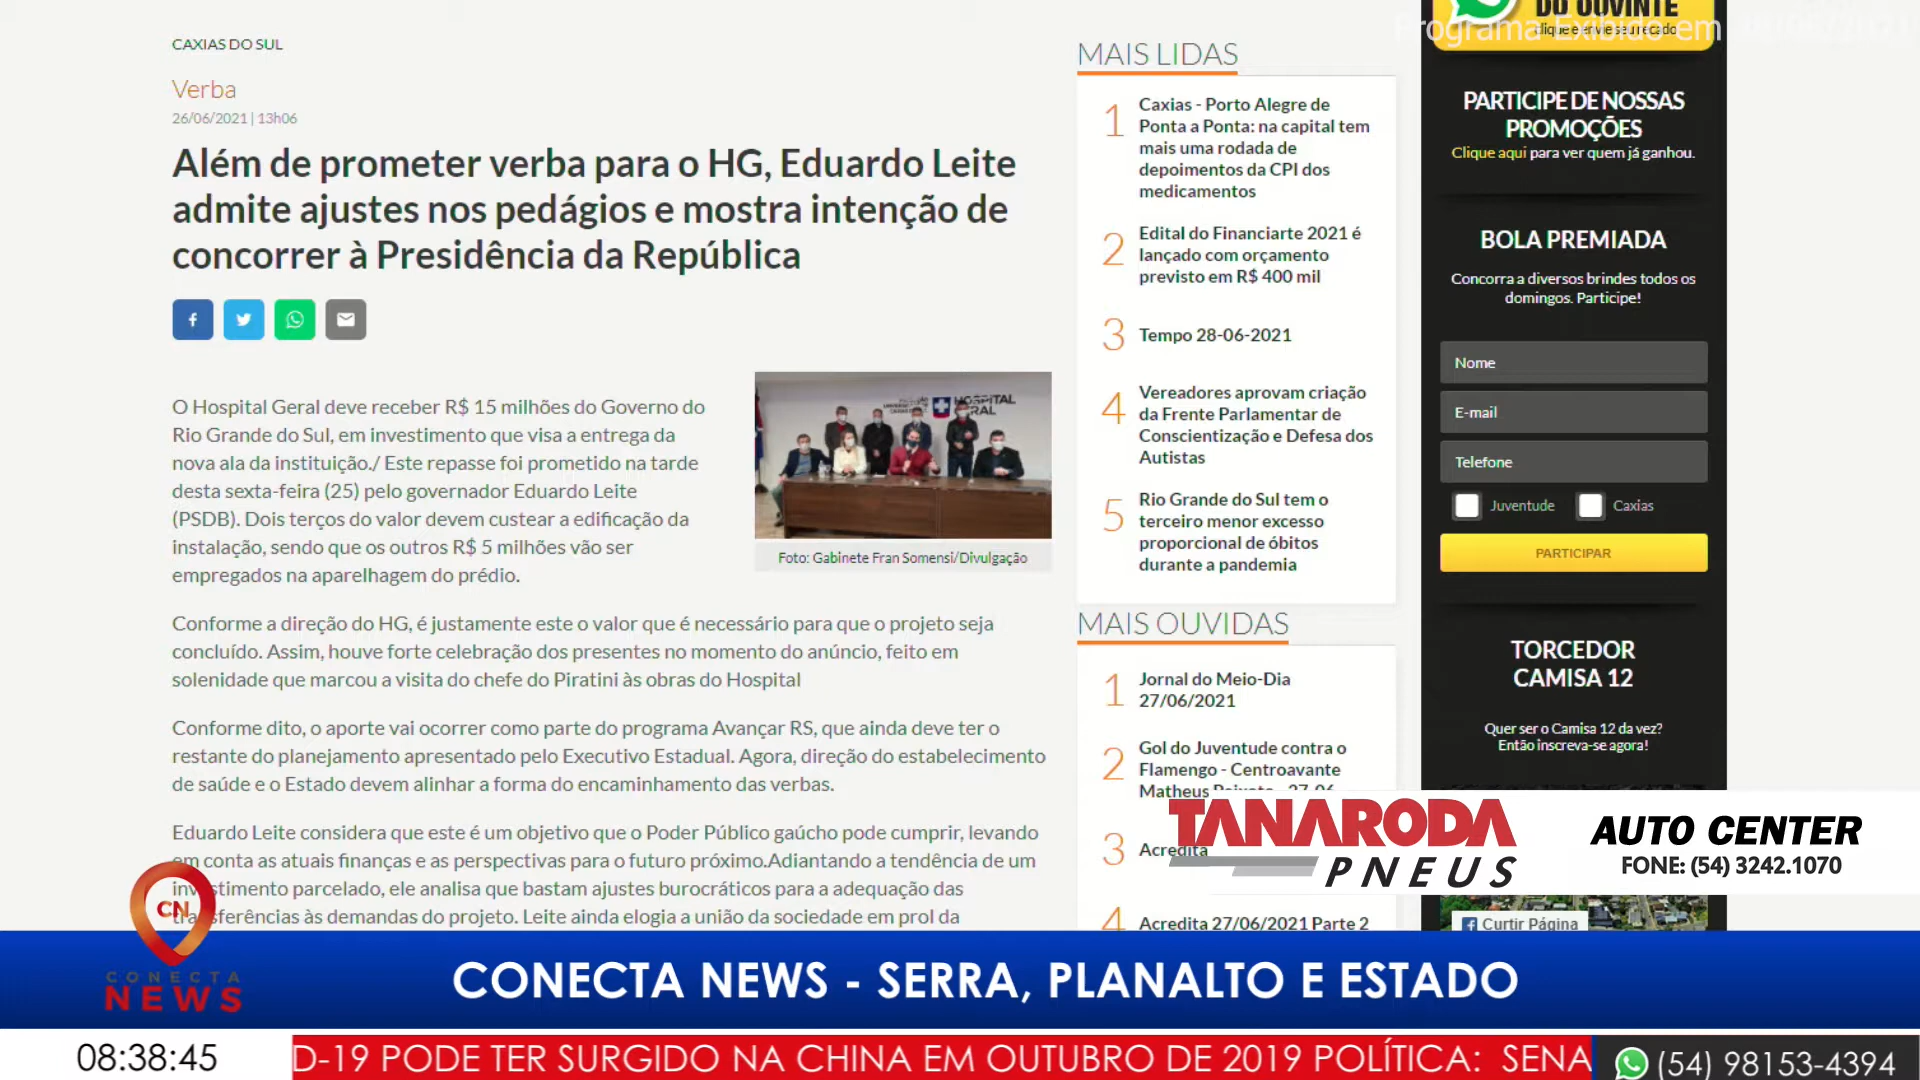 CAXIAS DO SUL
Verba
26/06/2021 | 13h06
Além de prometer verba para o HG, Eduardo Leite
admite ajustes nos pedágios e mostra intenção de
concorrer à Presidência da República
O Hospital Geral deve receber R$ 15 milhões do Governo do
Rio Grande do Sul, em investimento que visa a entrega da
nova ala da instituição./ Este repasse foi prometido na tarde
desta sexta-feira (25) pelo governador Eduardo Leite
(PSDB). Dois terços do valor devem custear a edificação da
instalação, sendo que os outros R$ 5 milhões vão ser
empregados na aparelhagem do prédio.
HOSPITAL
GERAL
Foto: Gabinete Fran Somensi/Divulgação
Conforme a direção do HG, é justamente este o valor que é necessário para que o projeto seja
concluído. Assim, houve forte celebração dos presentes no momento do anúncio, feito em
solenidade que marcou a visita do chefe do Piratini às obras do Hospital
Conforme dito, o aporte vai ocorrer como parte do programa Avançar RS, que ainda deve ter o
restante do planejamento apresentado pelo Executivo Estadual. Agora, direção do estabelecimento
de saúde e o Estado devem alinhar a forma do encaminhamento das verbas.
Eduardo Leite considera que este é um objetivo que o Poder Público gaúcho pode cumprir, levando
em conta as atuais finanças e as perspectivas para o futuro próximo.Adiantando a tendência de um
investimento parcelado, ele analisa que bastam ajustes burocráticos para a adequação das
transferências às demandas do projeto. Leite ainda elogia a união da sociedade em prol da
MAIS LIDAS
1 Caxias - Porto Alegre de
Ponta a Ponta: na capital tem
mais uma rodada de
depoimentos da CPI dos
medicamentos
2 Edital do Financiarte 2021 é
lançado com orçamento
previsto em R$ 400 mil
3 Tempo 28-06-2021
4 Vereadores aprovam criação
da Frente Parlamentar de
Conscientização e Defesa dos
Autistas
5 Rio Grande do Sul tem o
terceiro menor excesso
proporcional de óbitos
durante a pandemia
MAIS OUVIDAS
1 Jornal do Meio-Dia
27/06/2021
2 Gol do Juventude contra o
Flamengo - Centroavante
Matheus Peixoto - 27-06
3 Acredita
4 Acredita 27/06/2021 Parte 2
DO OUVINTE
clique e envie seu recado
Programa Exibido em
PARTICIPE DE NOSSAS
PROMOÇÕES
Clique aqui para ver quem já ganhou.
BOLA PREMIADA
Concorra a diversos brindes todos os
domingos. Participe!
Nome
E-mail
Telefone
Juventude Caxias
PARTICIPAR
TORCEDOR
CAMISA 12
Quer ser o Camisa 12 da vez?
Então inscreva-se agora!
Curtir Página
TANARODA
PNEUS
AUTO CENTER
FONE: (54) 3242.1070
CN
CONECTA
NEWS
CONECTA NEWS - SERRA, PLANALTO E ESTADO
08:38:45
D-19 PODE TER SURGIDO NA CHINA EM OUTUBRO DE 2019 POLÍTICA: SENA
(54) 98153-4394